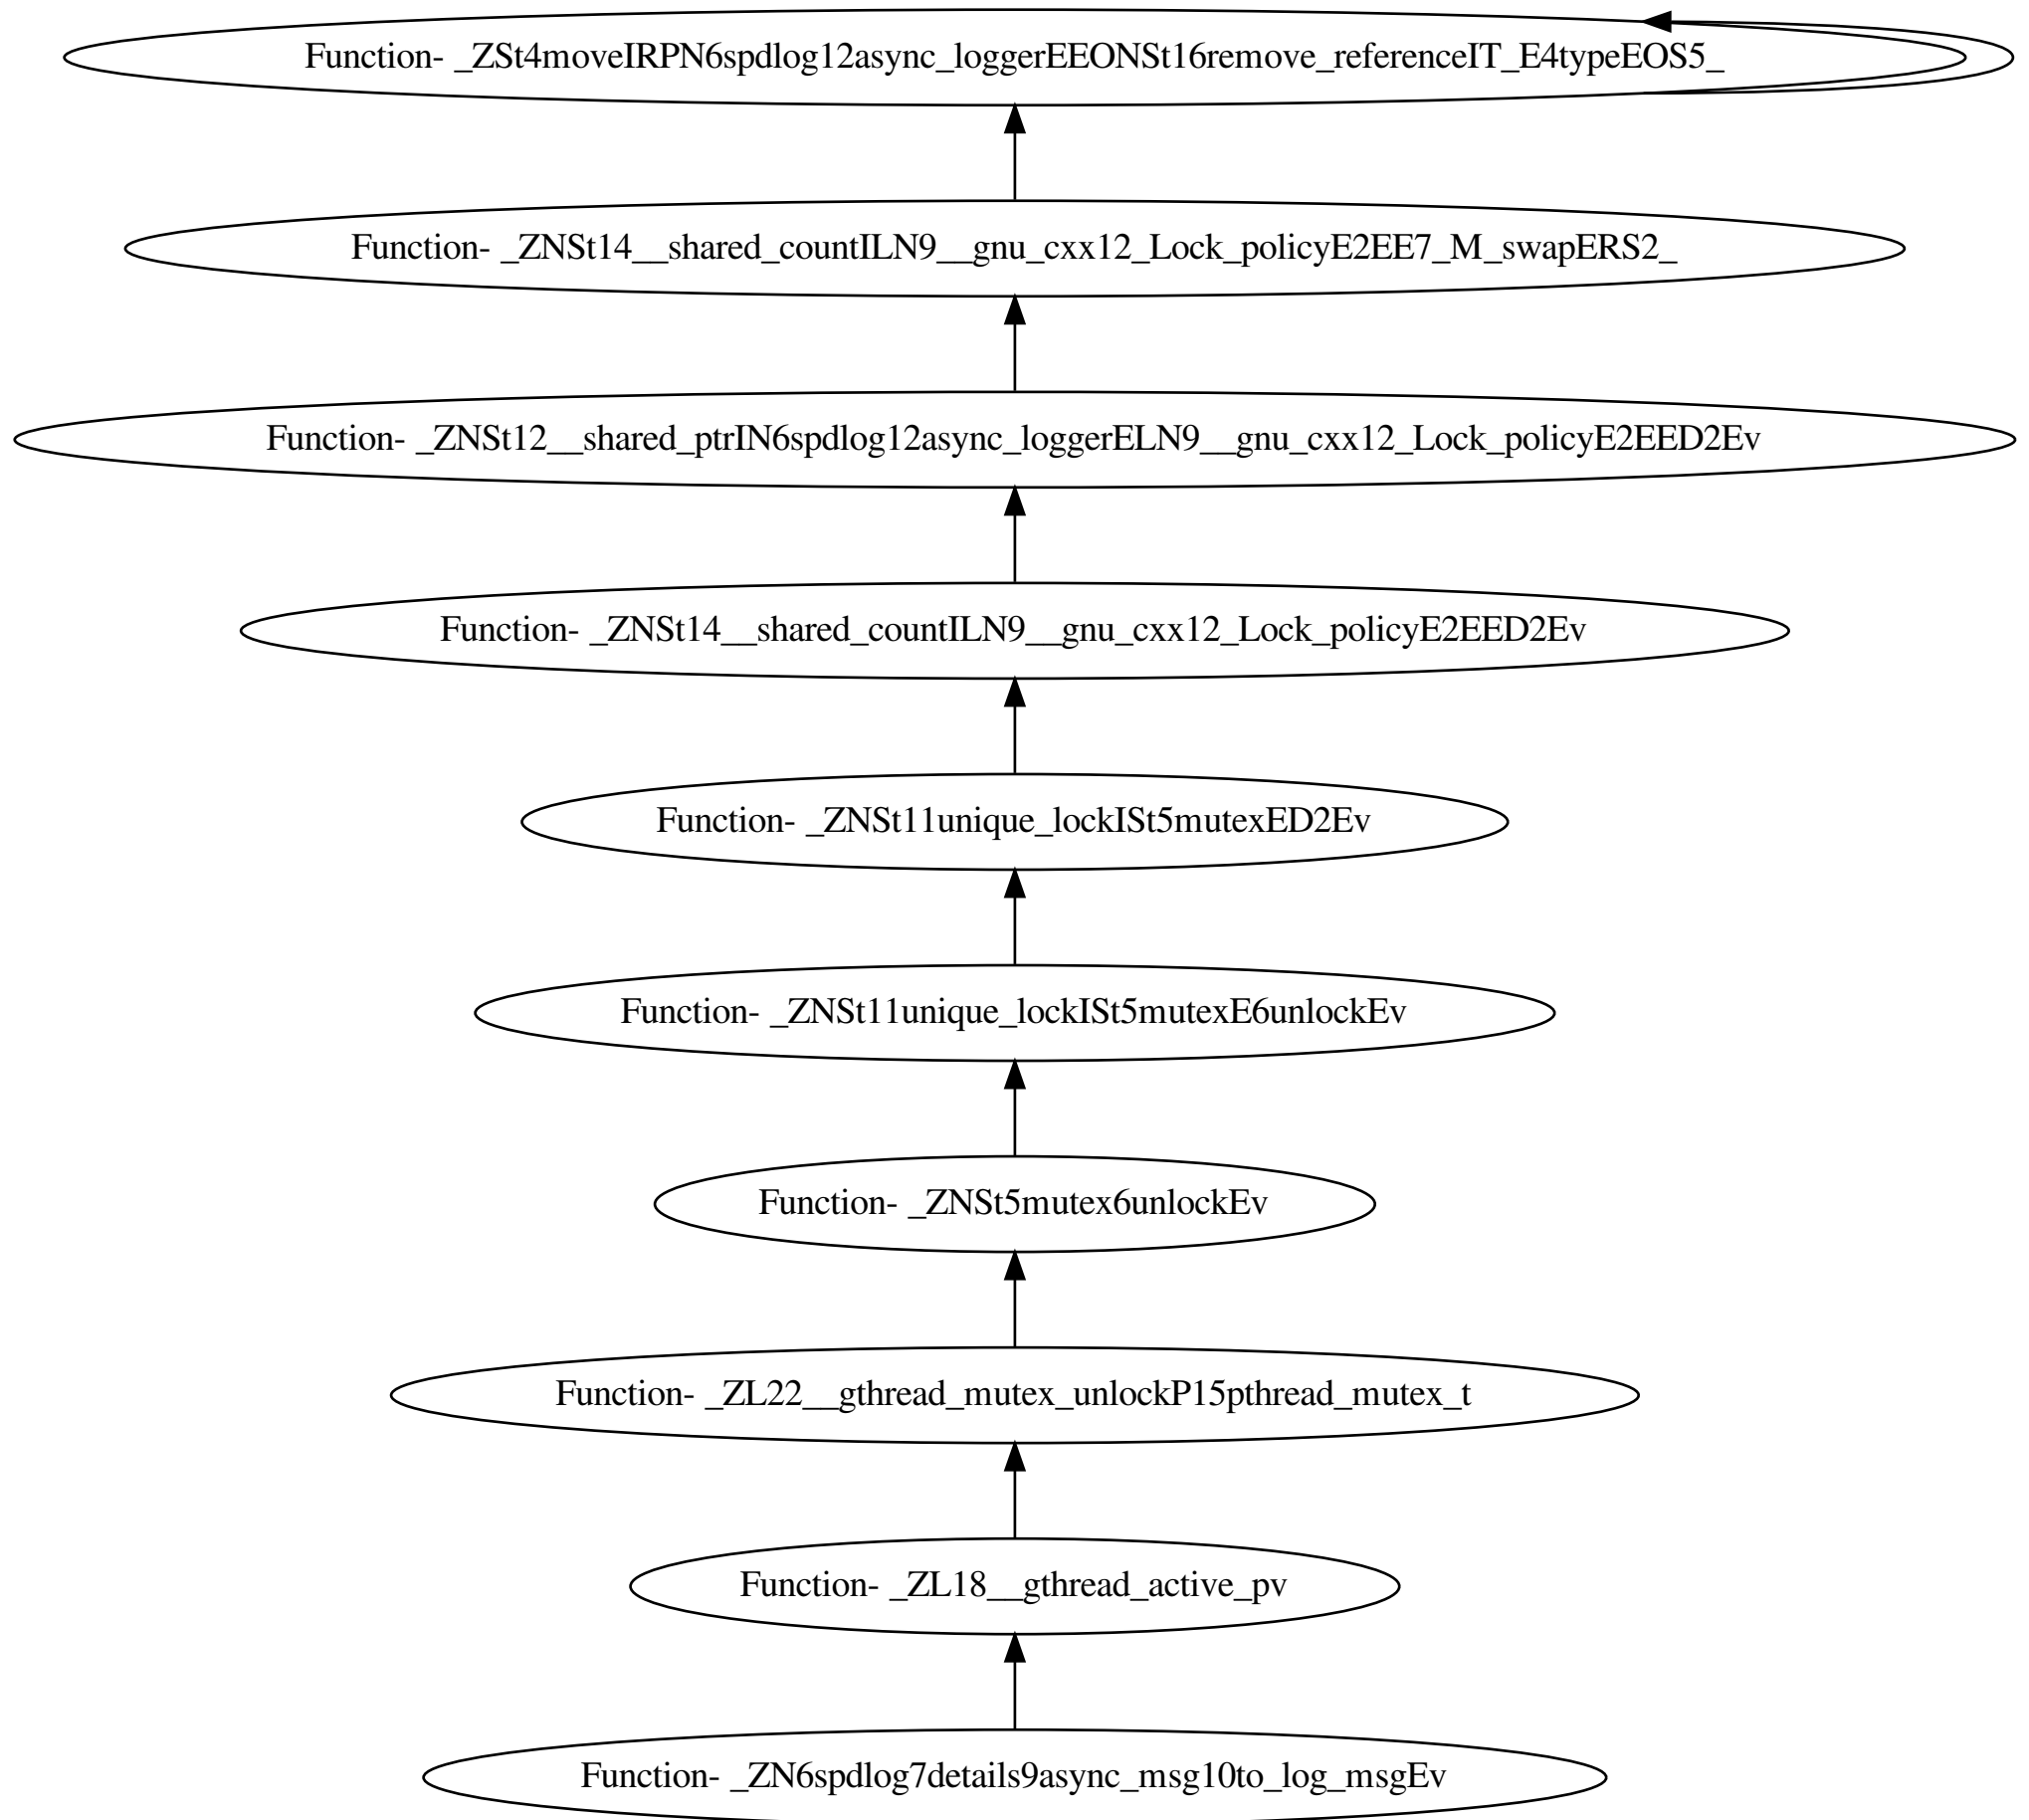 Function- _ZSt4moveIRPN6spdlog12async_loggerEEONSt16remove_referenceIT_E4typeEOS5_
Function- _ZNSt14__shared_countILN9__gnu_cxx12_Lock_policyE2EE7_M_swapERS2_
Function- _ZNSt12__shared_ptrIN6spdlog12async_loggerELN9__gnu_cxx12_Lock_policyE2EED2Ev
Function- _ZNSt14__shared_countILN9__gnu_cxx12_Lock_policyE2EED2Ev
Function- _ZNSt11unique_lockISt5mutexED2Ev
Function- _ZNSt11unique_lockISt5mutexE6unlockEv
Function- _ZNSt5mutex6unlockEv
Function- _ZL22__gthread_mutex_unlockP15pthread_mutex_t
Function- _ZL18__gthread_active_pv
Function- _ZN6spdlog7details9async_msg10to_log_msgEv